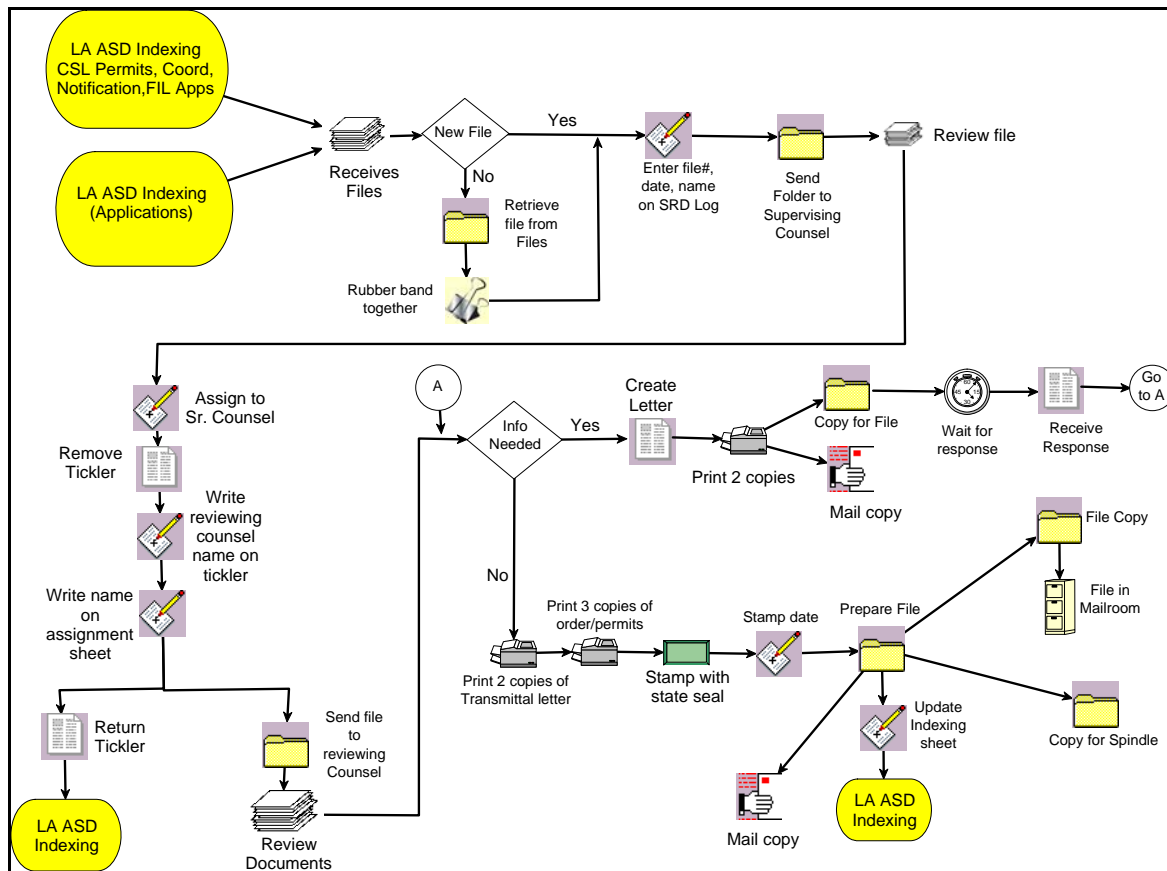 LA ASD Indexing
CSL Permits, Coord,
Notification,FIL Apps
LA ASD Indexing
(Applications)
Receives
Files
New File
Yes
No
Enter file#,
date, name
on SRD Log
Send
Folder to
Supervising
Counsel
Review file
Retrieve
file from
Files
Rubber band
together
Assign to
Sr. Counsel
Remove
Tickler
Write
reviewing
counsel
name on
tickler
Write name
on
assignment
sheet
Return
Tickler
LA ASD
Indexing
Send file
to
reviewing
Counsel
Review
Documents
A
Info
Needed
Yes
Create
Letter
Print 2 copies
Copy for File
Mail copy
60
45
15
30
Wait for
response
Receive
Response
Go
to A
No
Print 2 copies of
Transmittal letter
Print 3 copies of
order/permits
Stamp with
state seal
Stamp date
Prepare File
File Copy
File in
Mailroom
Copy for Spindle
Update
Indexing
sheet
LA ASD
Indexing
Mail copy